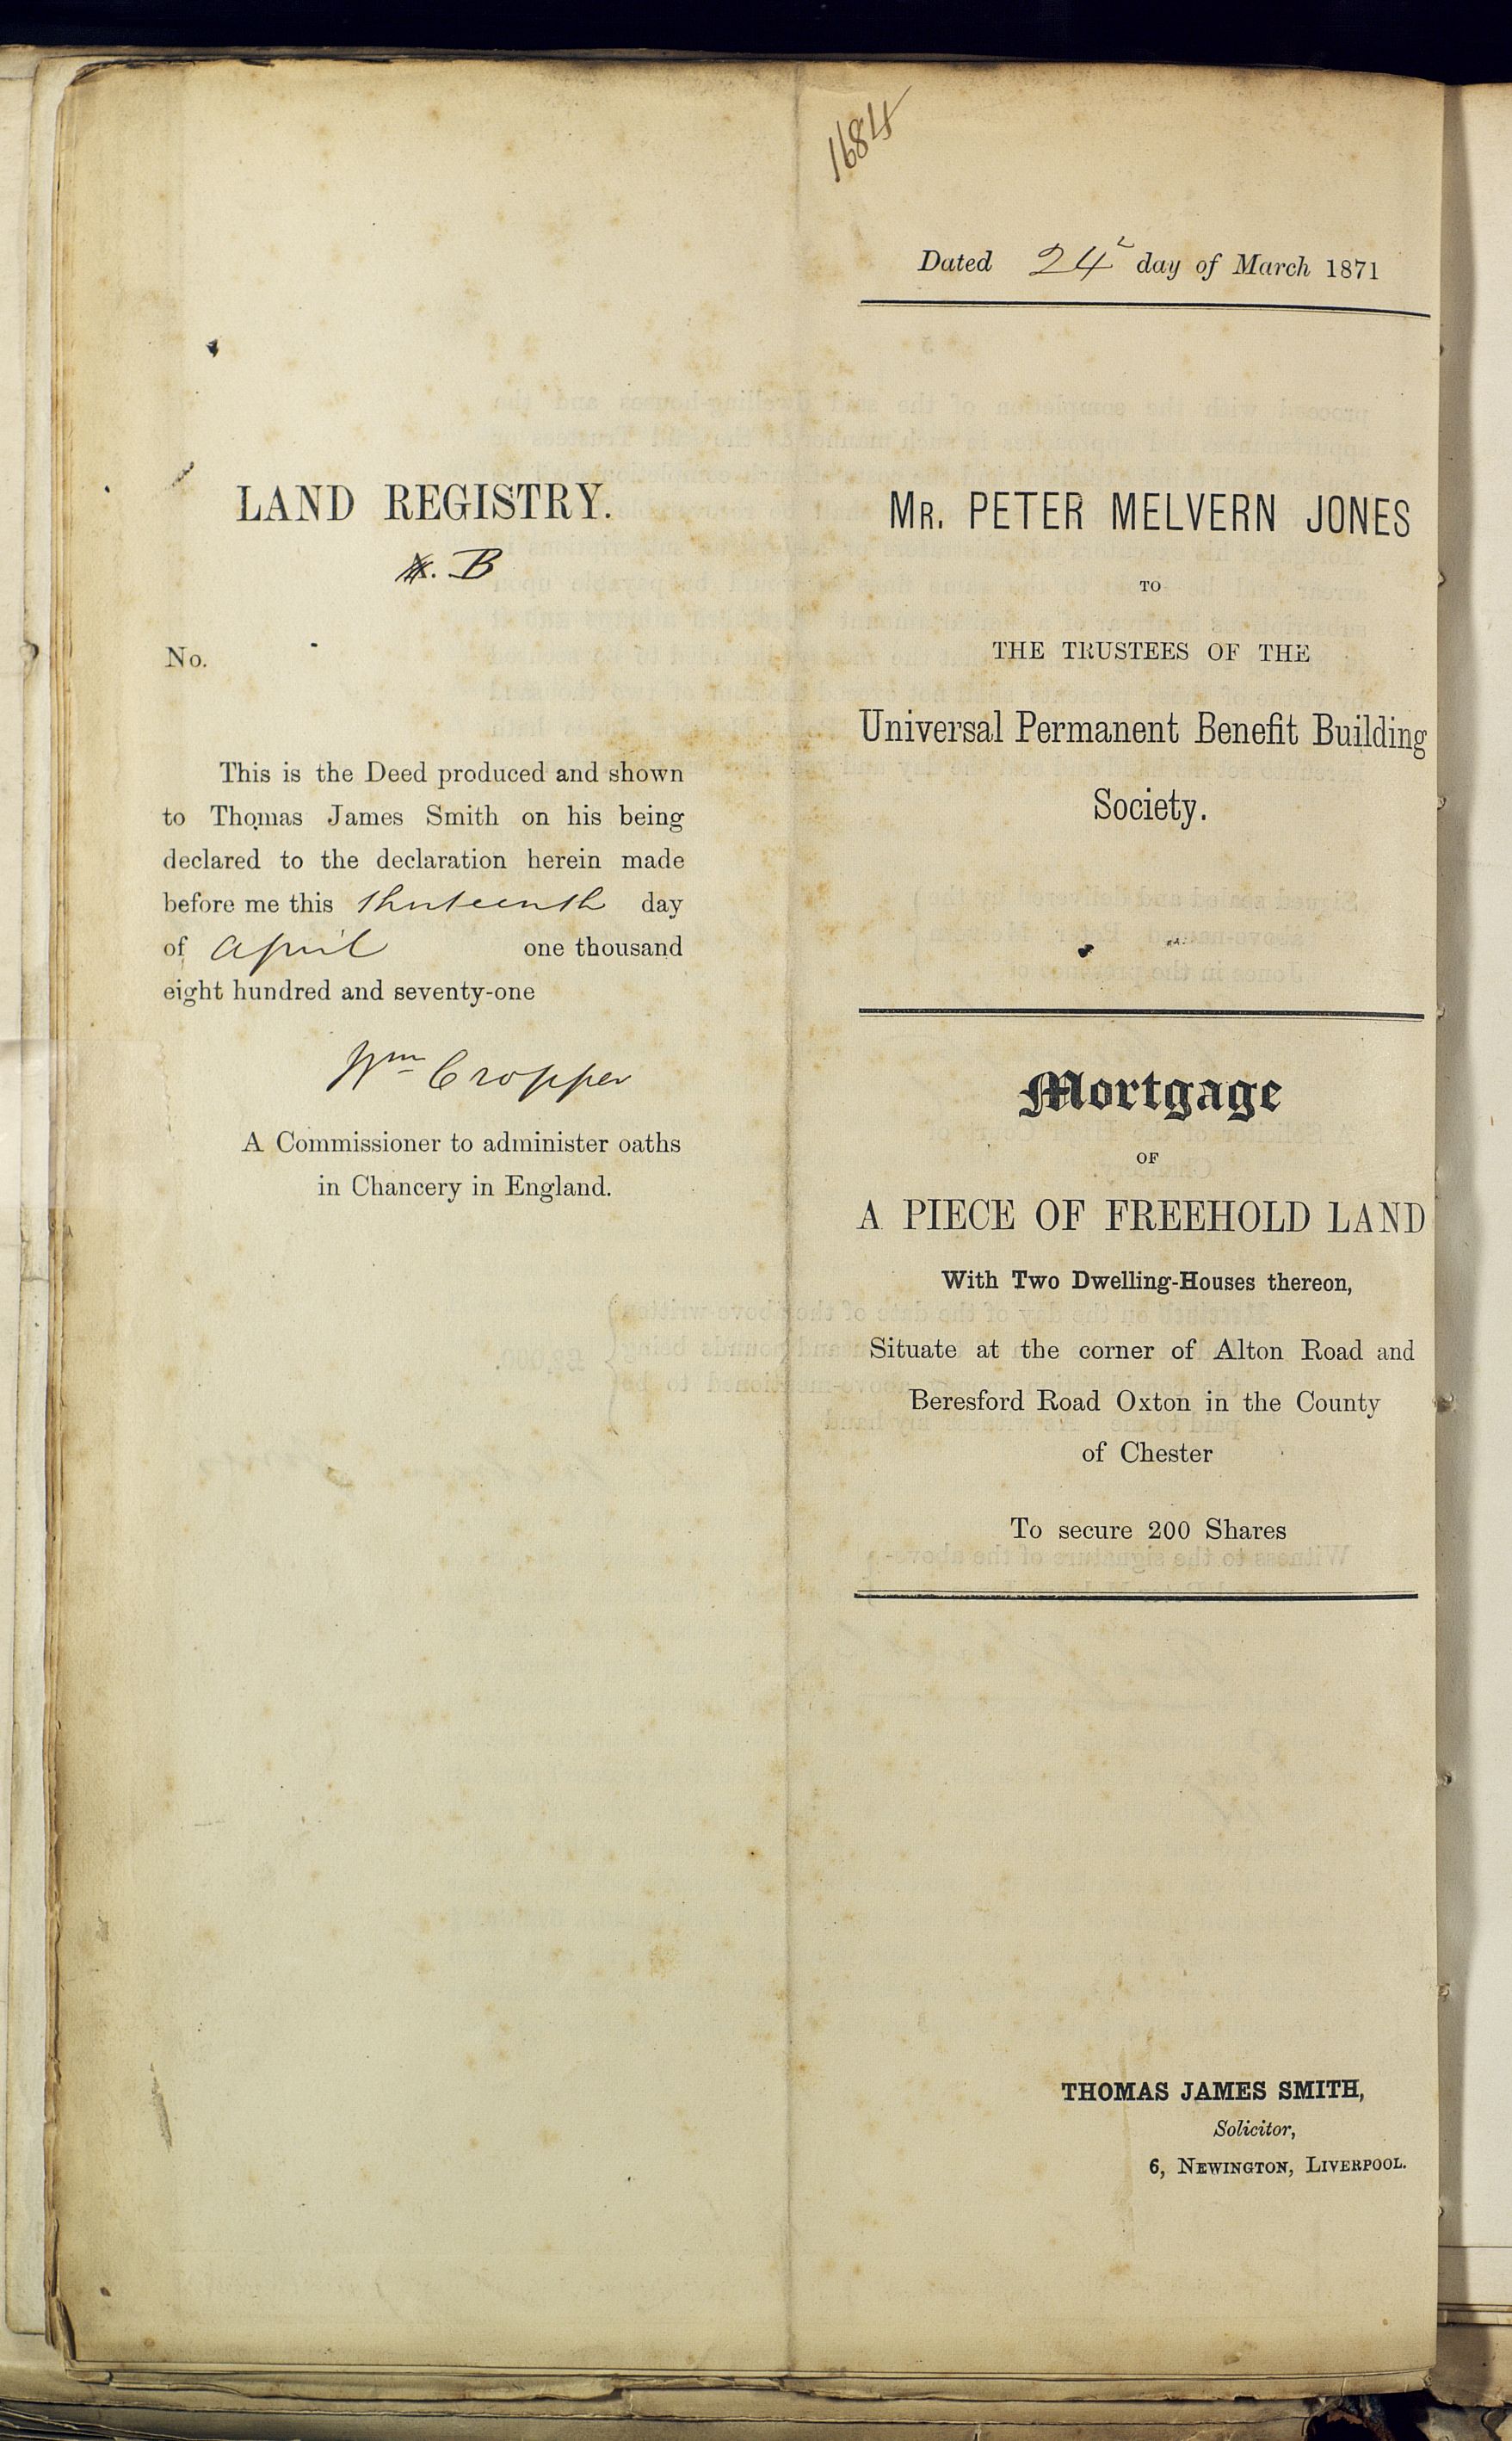 LAND REGISTRY.
B
No.
This is the Deed produced and shown
to Thomas James Smith on his being
declared to the declaration herein made
before me this thirteenth day
of April one thousand
eight hundred and seventy-one
Wm Cropper
A Commissioner to administer oaths
in Chancery in England.
1684
Dated 24 day of March 1871
MR. PETER MELVERN JONES
TO
THE TRUSTEES OF THE
Universal Permanent Benefit Building
Society.
Mortgage
OF
A PIECE OF FREEHOLD LAND
With Two Dwelling-Houses thereon,
Situate at the corner of Alton Road and
Beresford Road Oxton in the County
of Chester
To secure 200 Shares
THOMAS JAMES SMITH,
Solicitor,
6, NEWINGTON, LIVERPOOL.